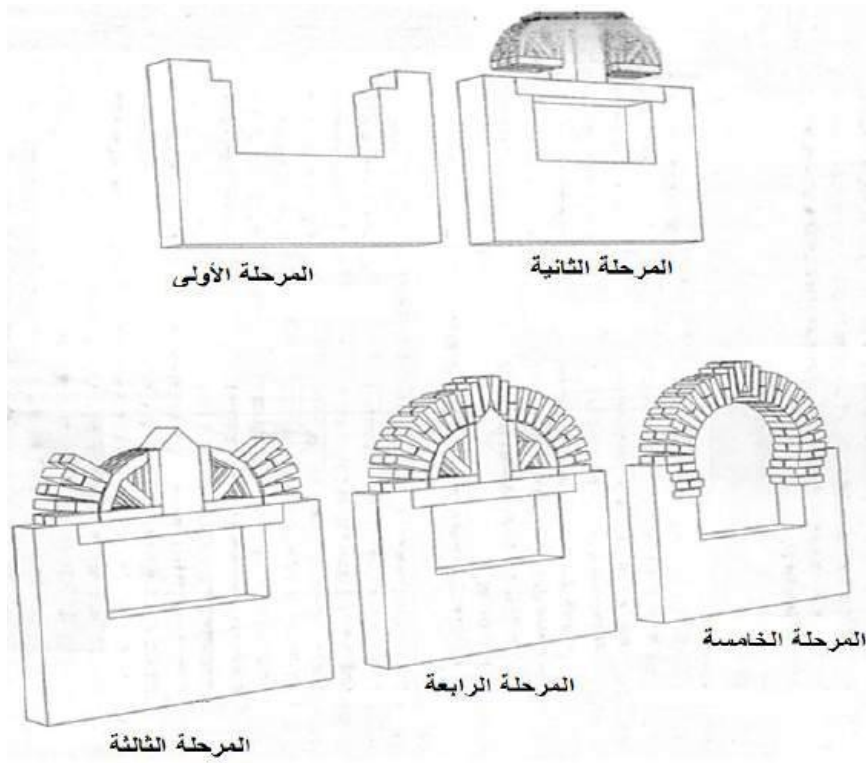 المرحلة الأولى
المرحلة الثانية
المرحلة الثالثة
المرحلة الرابعة
المرحلة الخامسة